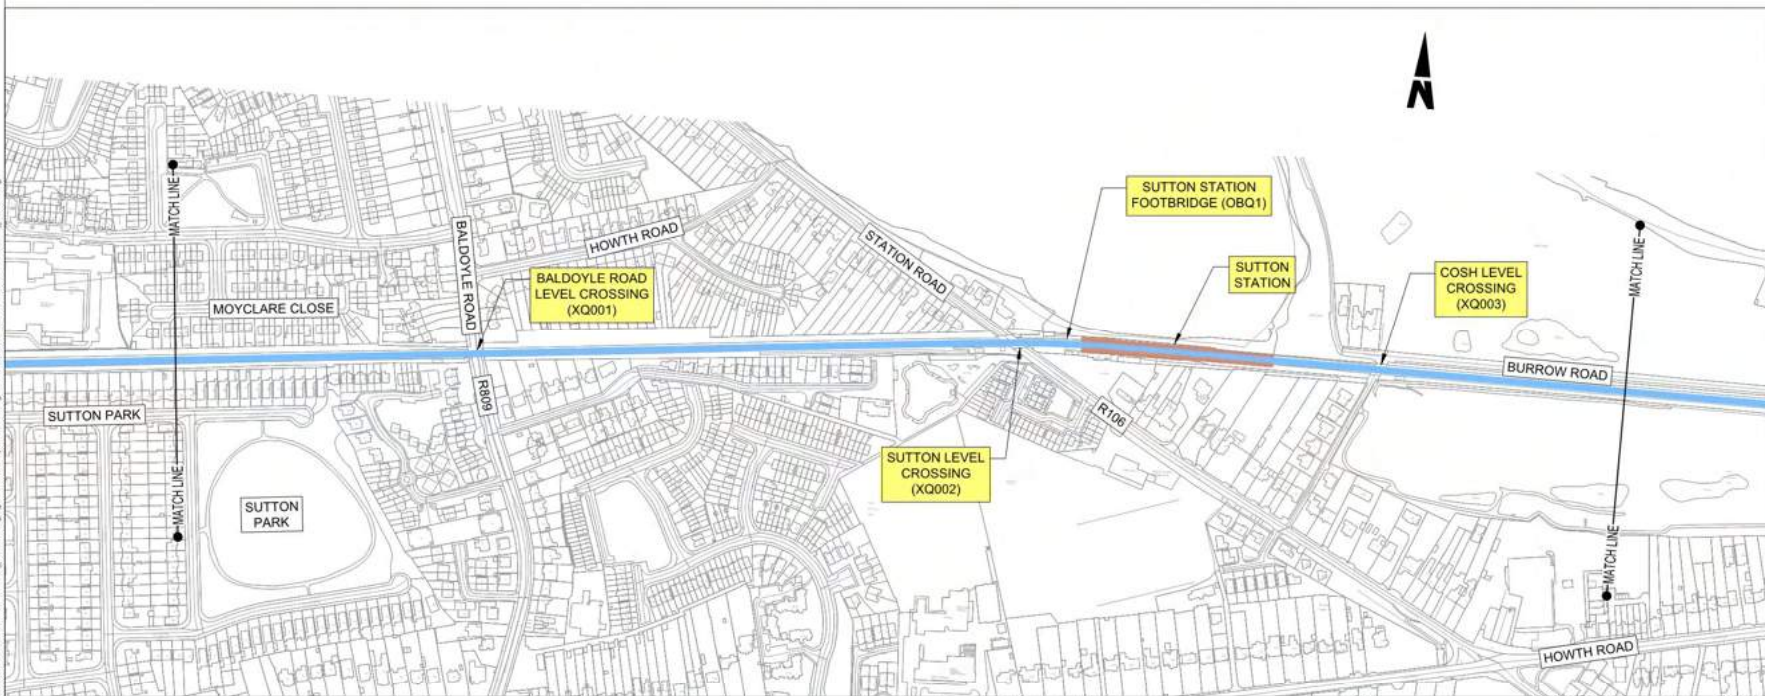 N
MATCH LINE
MATCH LINE
SUTTON STATION
FOOTBRIDGE (OBQ1)
BALDOYLE ROAD
HOWTH ROAD
STATION ROAD
SUTTON
STATION
COSH LEVEL
CROSSING
(XQ003)
BALDOYLE ROAD
LEVEL CROSSING
(XQ001)
MOYCLARE CLOSE
BURROW ROAD
R809
SUTTON PARK
R106
SUTTON LEVEL
CROSSING
(XQ002)
MATCH LINE
SUTTON
PARK
MATCH LINE
HOWTH ROAD